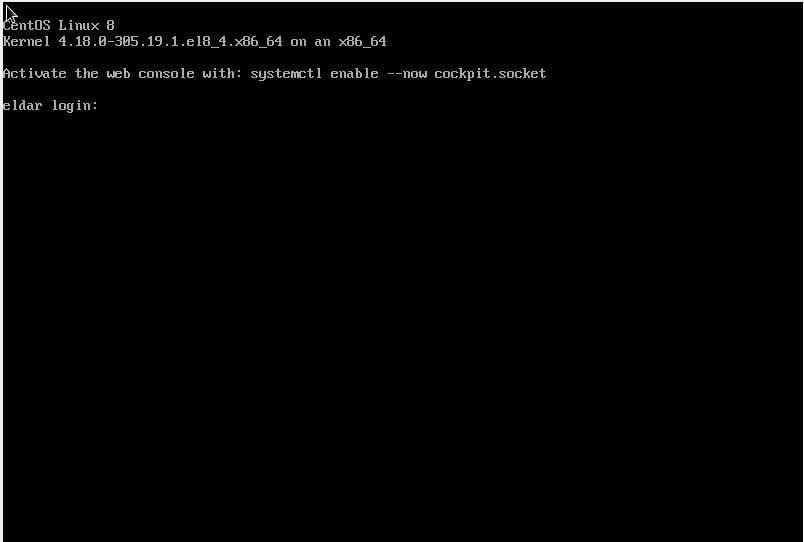 CentOS Linux 8
Kernel 4.18.0-305.19.1.el8_4.x86_64 on an x86_64
Activate the web console with: systemctl enable --now cockpit.socket
eldar login: